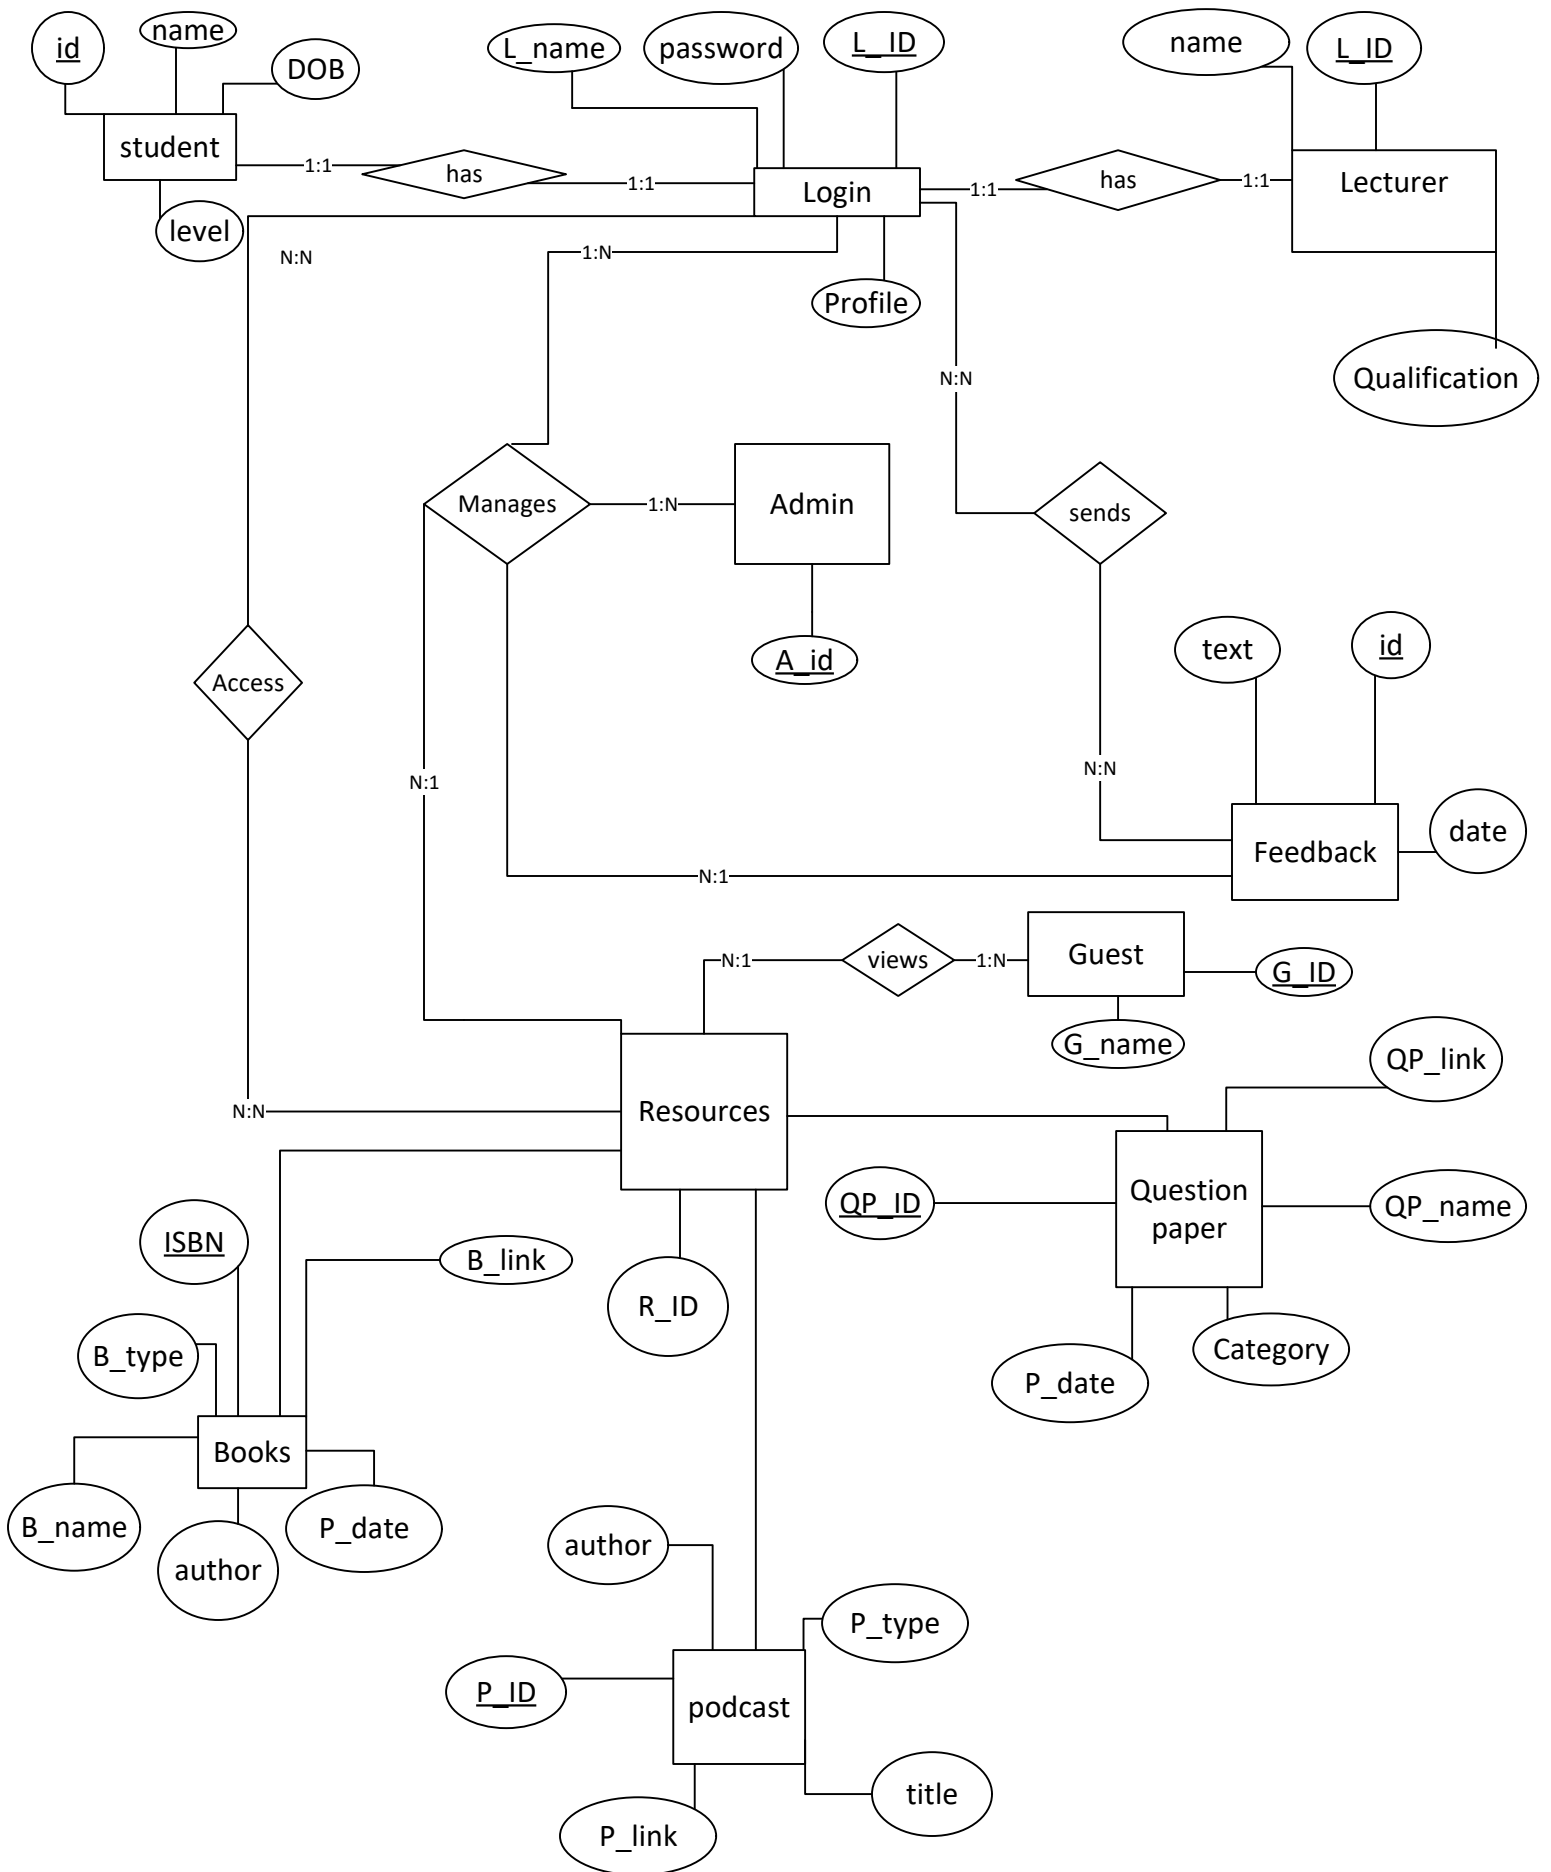 id
name
DOB
L_name
password
L_ID
name
L_ID
student
1:1
has
1:1
Login
1:1
has
1:1
Lecturer
level
N:N
1:N
Profile
N:N
Qualification
Manages
1:N
Admin
sends
A_id
text
id
Access
N:1
N:N
date
Feedback
N:1
N:1
views
1:N
Guest
G_ID
G_name
QP_link
N:N
Resources
QP_ID
Question
paper
QP_name
ISBN
B_link
R_ID
B_type
Category
P_date
Books
B_name
P_date
author
author
P_type
P_ID
podcast
title
P_link